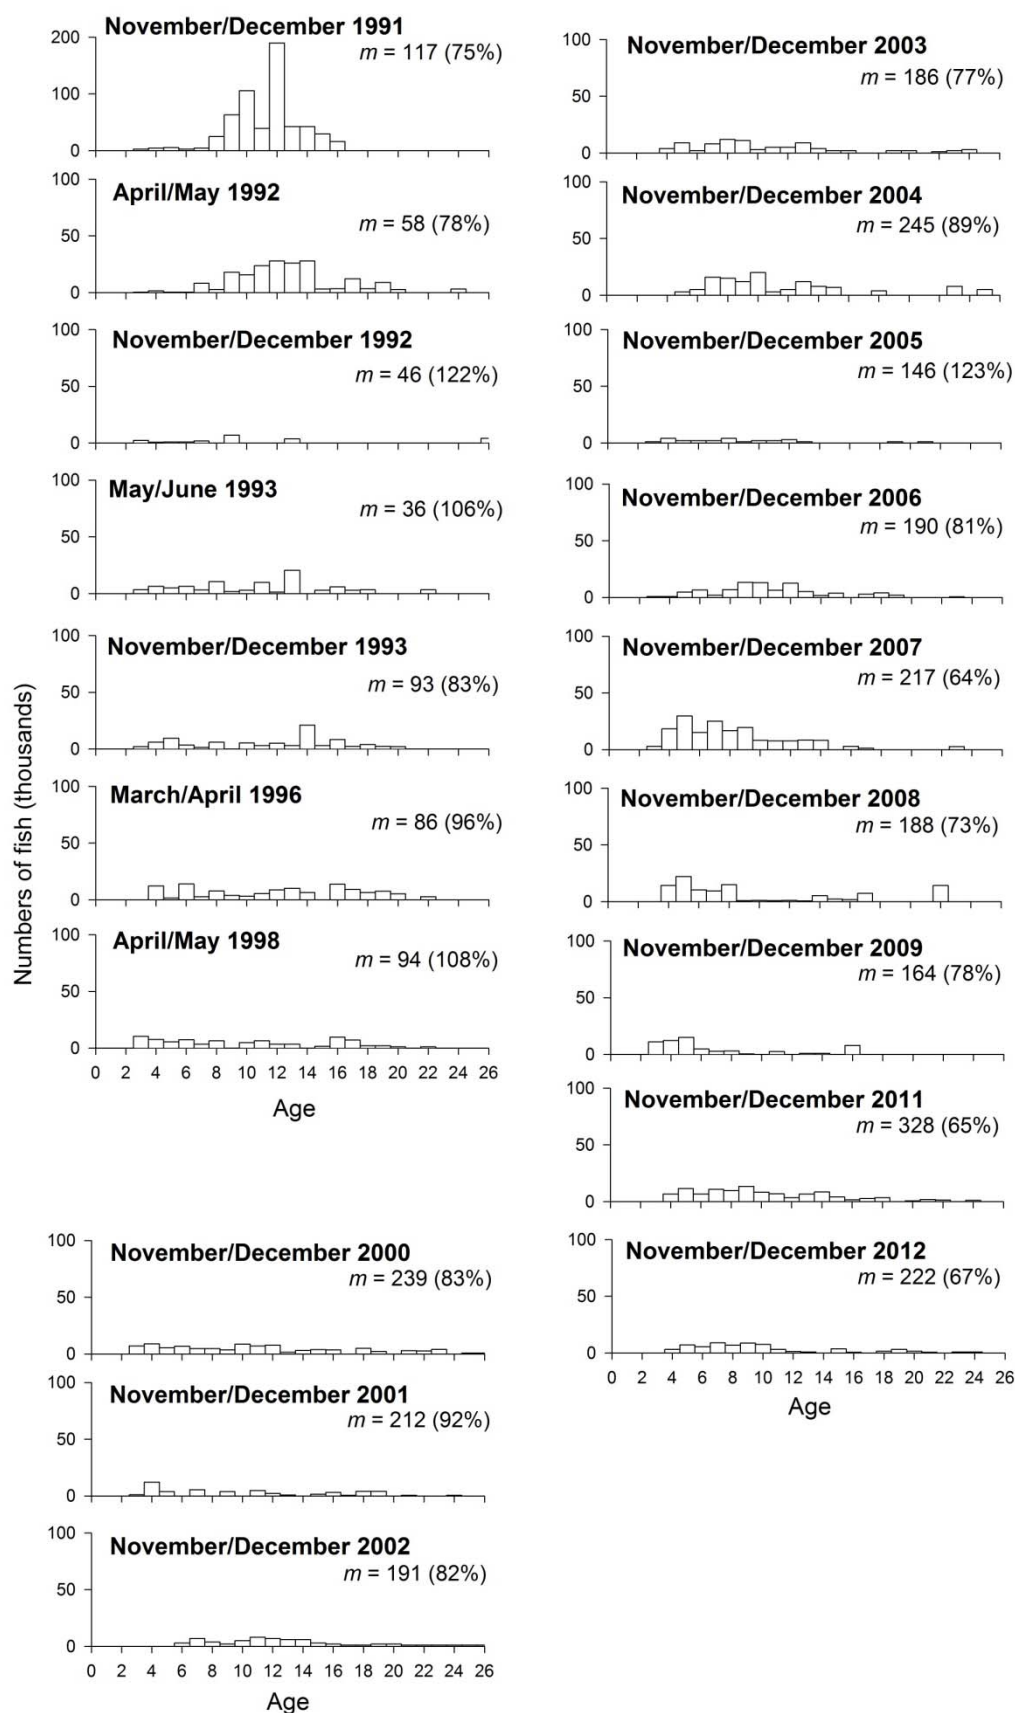 Numbers of fish (thousands)
November/December 1991
m = 117 (75%)
200
100
0
April/May 1992
m = 58 (78%)
100
50
0
November/December 1992
m = 46 (122%)
100
50
0
May/June 1993
m = 36 (106%)
100
50
0
November/December 1993
m = 93 (83%)
100
50
0
March/April 1996
m = 86 (96%)
100
50
0
April/May 1998
m = 94 (108%)
100
50
0
0 2 4 6 8 10 12 14 16 18 20 22 24 26
Age
November/December 2000
m = 239 (83%)
100
50
0
November/December 2001
m = 212 (92%)
100
50
0
November/December 2002
m = 191 (82%)
100
50
0
0 2 4 6 8 10 12 14 16 18 20 22 24 26
Age
November/December 2003
m = 186 (77%)
100
50
0
November/December 2004
m = 245 (89%)
100
50
0
November/December 2005
m = 146 (123%)
100
50
0
November/December 2006
m = 190 (81%)
100
50
0
November/December 2007
m = 217 (64%)
100
50
0
November/December 2008
m = 188 (73%)
100
50
0
November/December 2009
m = 164 (78%)
100
50
0
November/December 2011
m = 328 (65%)
100
50
0
November/December 2012
m = 222 (67%)
100
50
0
0 2 4 6 8 10 12 14 16 18 20 22 24 26
Age